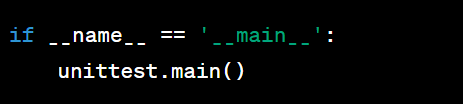 if __name__ == '__main__':
    unittest.main()